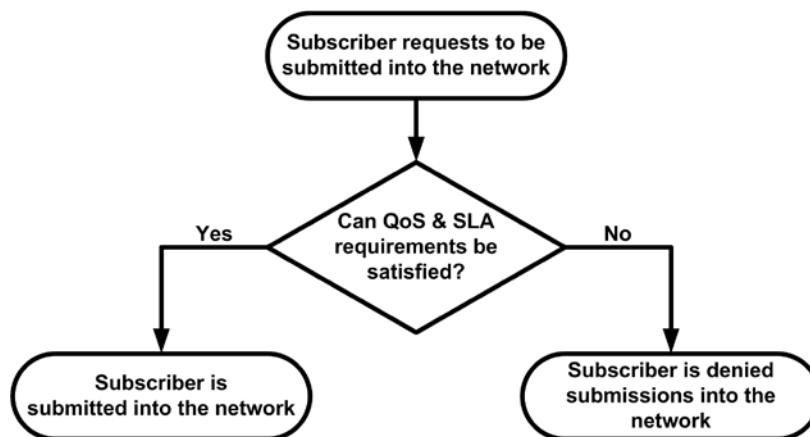 Subscriber requests to be
submitted into the network
Can QoS & SLA
requirements be
satisfied?
Yes
No
Subscriber is
submitted into the network
Subscriber is denied
submissions into the
network